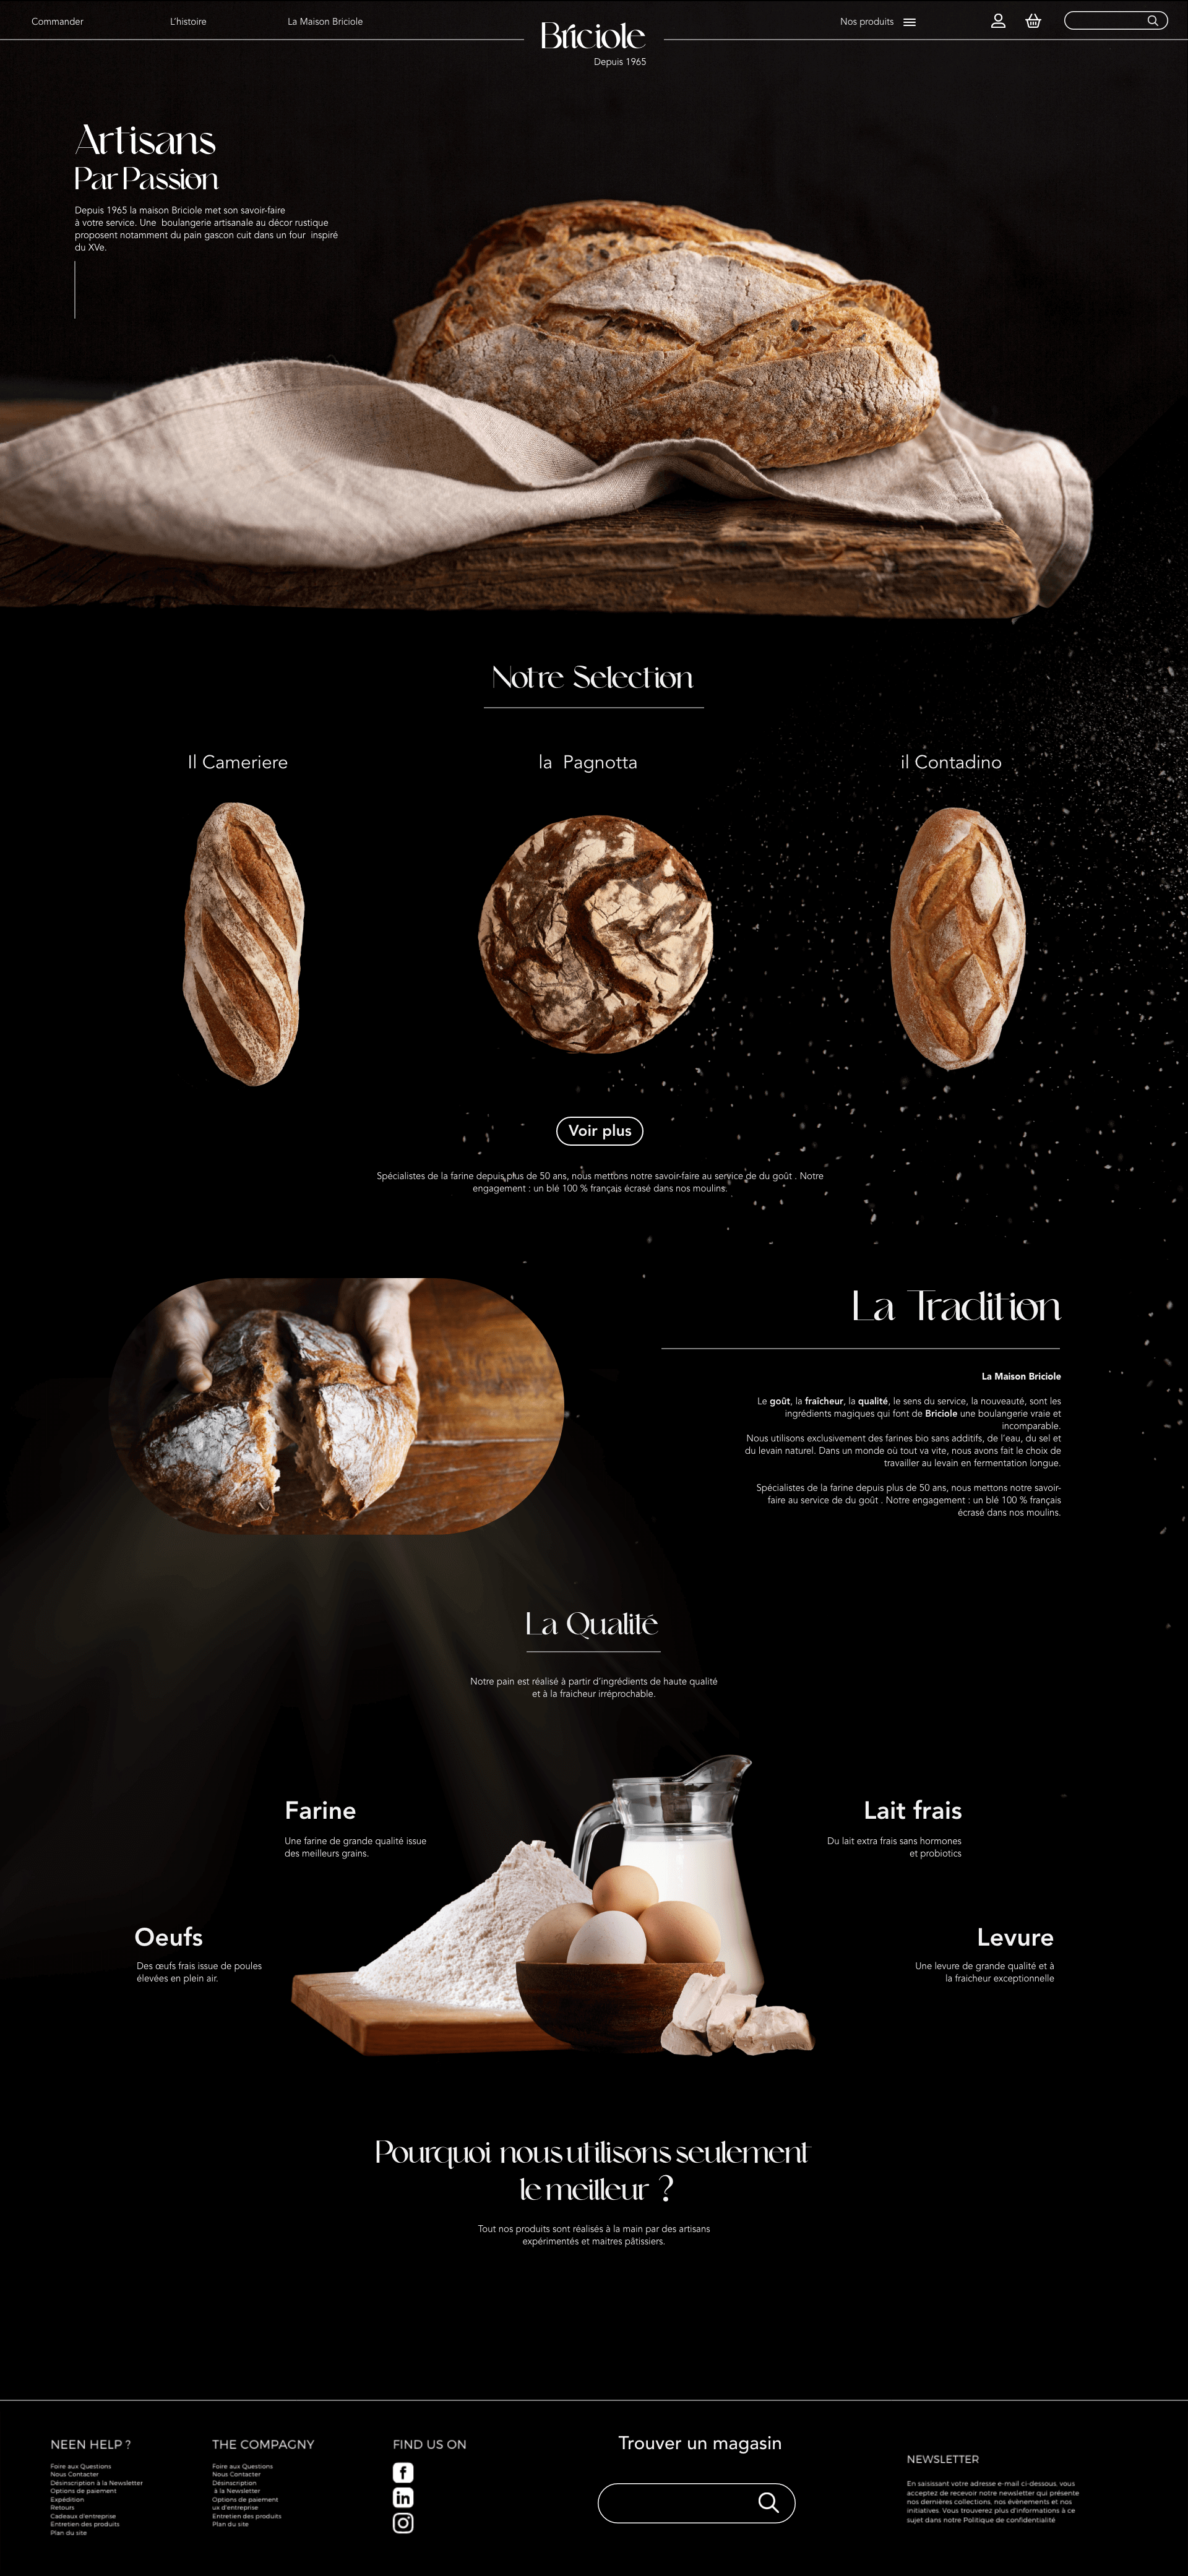 Commander
L'histoire
La Maison Briciole
Briciole
Depuis 1965
Nos produits
Artisans
Par Passion
Depuis 1965 la maison Briciole met son savoir-faire
à votre service. Une boulangerie artisanale au décor rustique
proposent notamment du pain gascon cuit dans un four inspiré
du XVe.
Notre Selection
Il Cameriere
la Pagnotta
il Contadino
Voir plus
Spécialistes de la farine depuis plus de 50 ans, nous mettons notre savoir-faire au service de du goût . Notre
engagement : un blé 100 % français écrasé dans nos moulins.
La Tradition
La Maison Briciole
Le goût, la fraîcheur, la qualité, le sens du service, la nouveauté, sont les
ingrédients magiques qui font de Briciole une boulangerie vraie et
incomparable.
Nous utilisons exclusivement des farines bio sans additifs, de l'eau, du sel et
du levain naturel. Dans un monde où tout va vite, nous avons fait le choix de
travailler au levain en fermentation longue.
Spécialistes de la farine depuis plus de 50 ans, nous mettons notre savoir-
faire au service de du goût . Notre engagement : un blé 100 % français
écrasé dans nos moulins.
La Qualité
Notre pain est réalisé à partir d'ingrédients de haute qualité
et à la fraicheur irréprochable.
Farine
Une farine de grande qualité issue
des meilleurs grains.
Lait frais
Du lait extra frais sans hormones
et probiotics
Oeufs
Des œufs frais issue de poules
élevées en plein air.
Levure
Une levure de grande qualité et à
la fraicheur exceptionnelle
Pourquoi nous utilisons seulement
le meilleur ?
Tout nos produits sont réalisés à la main par des artisans
expérimentés et maitres pâtissiers.
NEEN HELP ?
Foire aux Questions
Nous Contacter
Désinscription à la Newsletter
Options de paiement
Expédition
Retours
Cadeaux d'entreprise
Entretien des produits
Plan du site
THE COMPAGNY
Foire aux Questions
Nous Contacter
Désinscription
à la Newsletter
Options de paiement
ux d'entreprise
Entretien des produits
Plan du site
FIND US ON
Trouver un magasin
NEWSLETTER
En saisissant votre adresse e-mail ci-dessous, vous
acceptez de recevoir notre newsletter qui présente
nos dernières collections, nos évènements et nos
initiatives. Vous trouverez plus d'informations à ce
sujet dans notre Politique de confidentialité